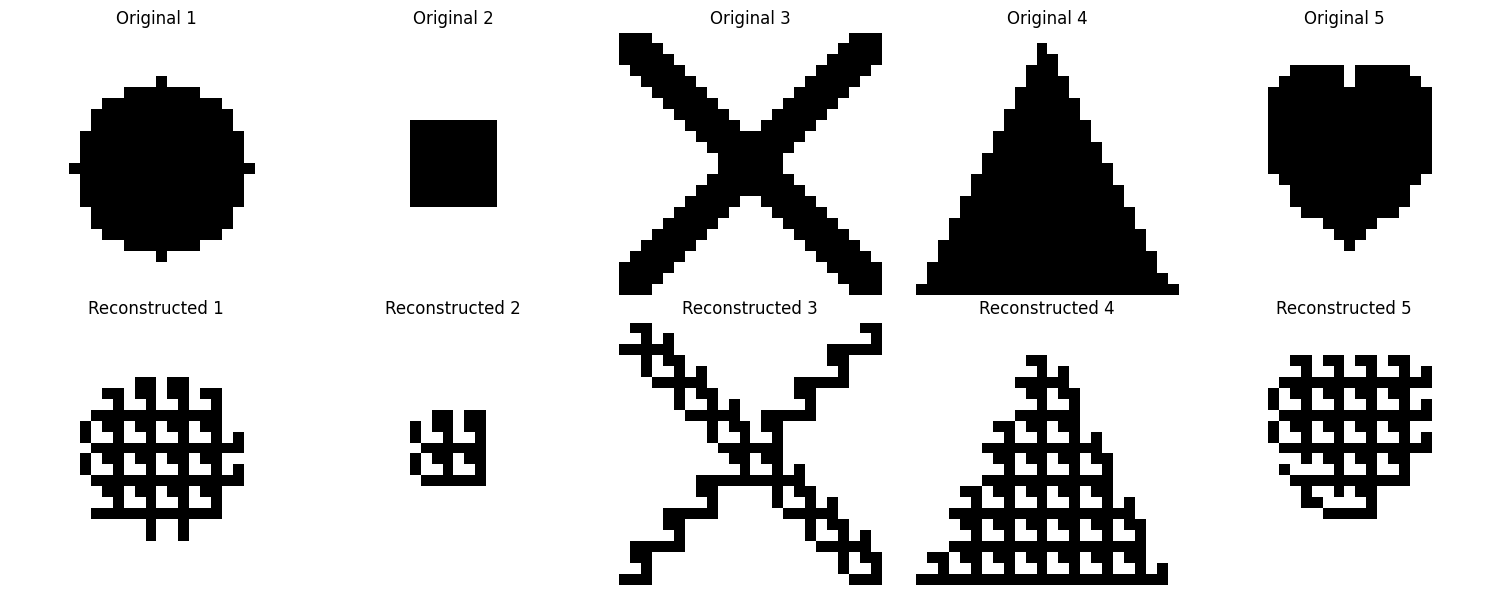 Original 1
Original 2
Original 3
Original 4
Original 5
Reconstructed 1
Reconstructed 2
Reconstructed 3
Reconstructed 4
Reconstructed 5